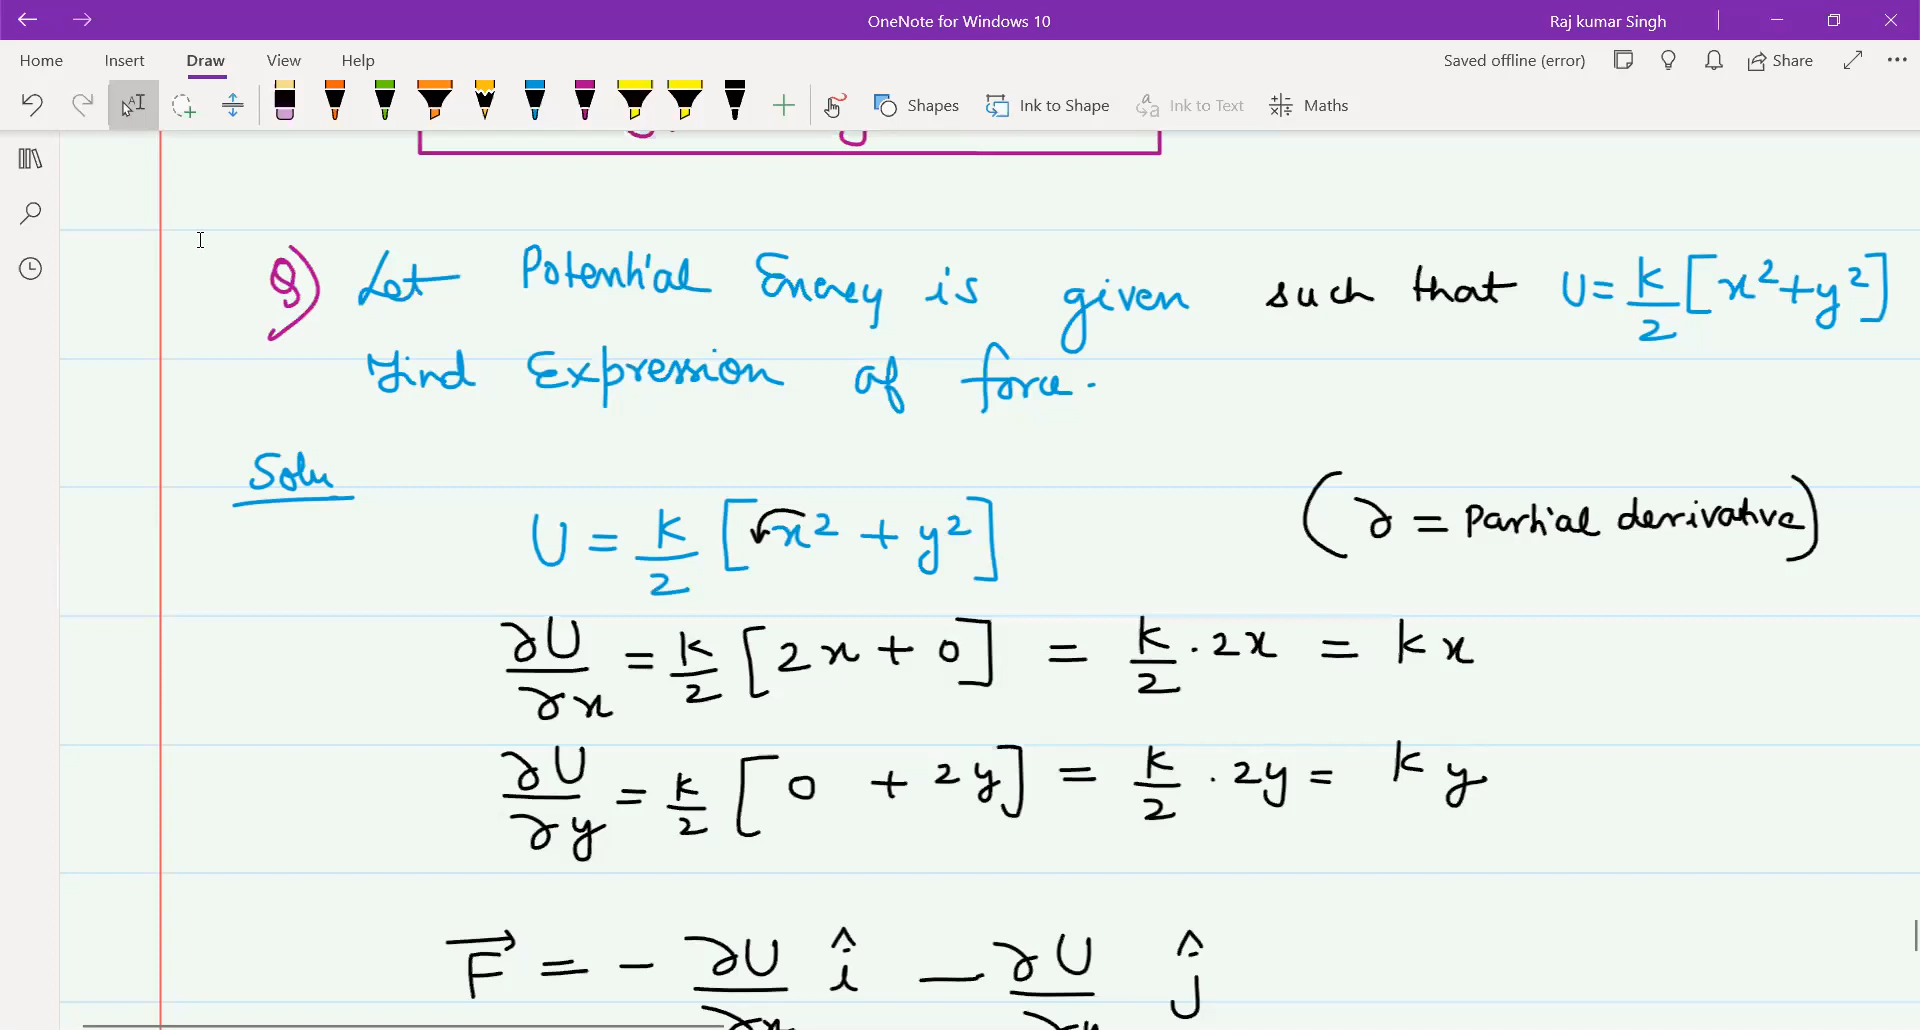 OneNote for Windows 10
Raj kumar Singh
Home Insert Draw View Help
Saved offline (error) Share
Shapes Ink to Shape Ink to Text Maths
Q) Let Potential Energy is given such that U = k/2 [x² + y²]
Find Expression of force.
Soln
U = k/2 [x² + y²]
(∂ = Partial derivative)
∂U/∂x = k/2 [2x + 0] = k/2 · 2x = kx
∂U/∂y = k/2 [0 + 2y] = k/2 · 2y = ky
F⃗ = - ∂U/∂x î - ∂U/∂y ĵ